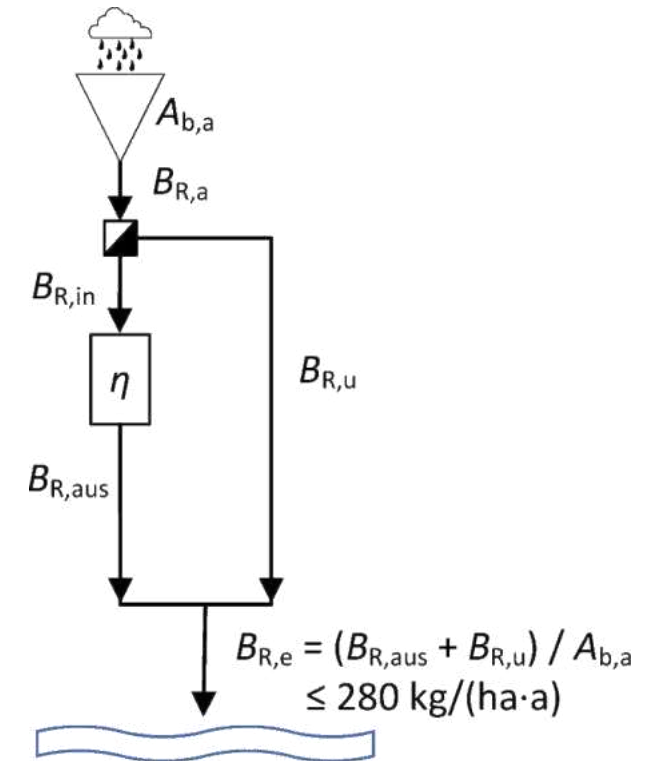 A_b,a
B_R,a
B_R,in
η
B_R,u
B_R,aus
B_R,e = (B_R,aus + B_R,u) / A_b,a
≤ 280 kg/(ha·a)